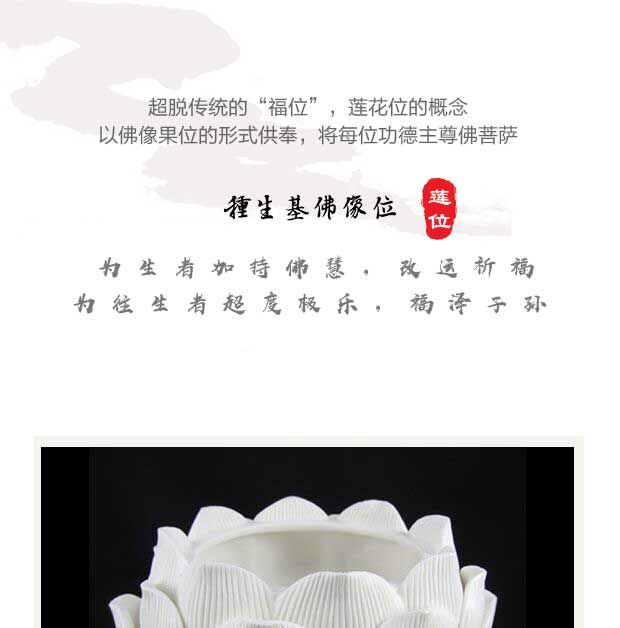 超脱传统的“福位”，莲花位的概念
以佛像果位的形式供奉，将每位功德主尊佛菩萨
種生基佛像位
莲位
为生者加持佛慧，改运祈福
为往生者超度极乐，福泽子孙